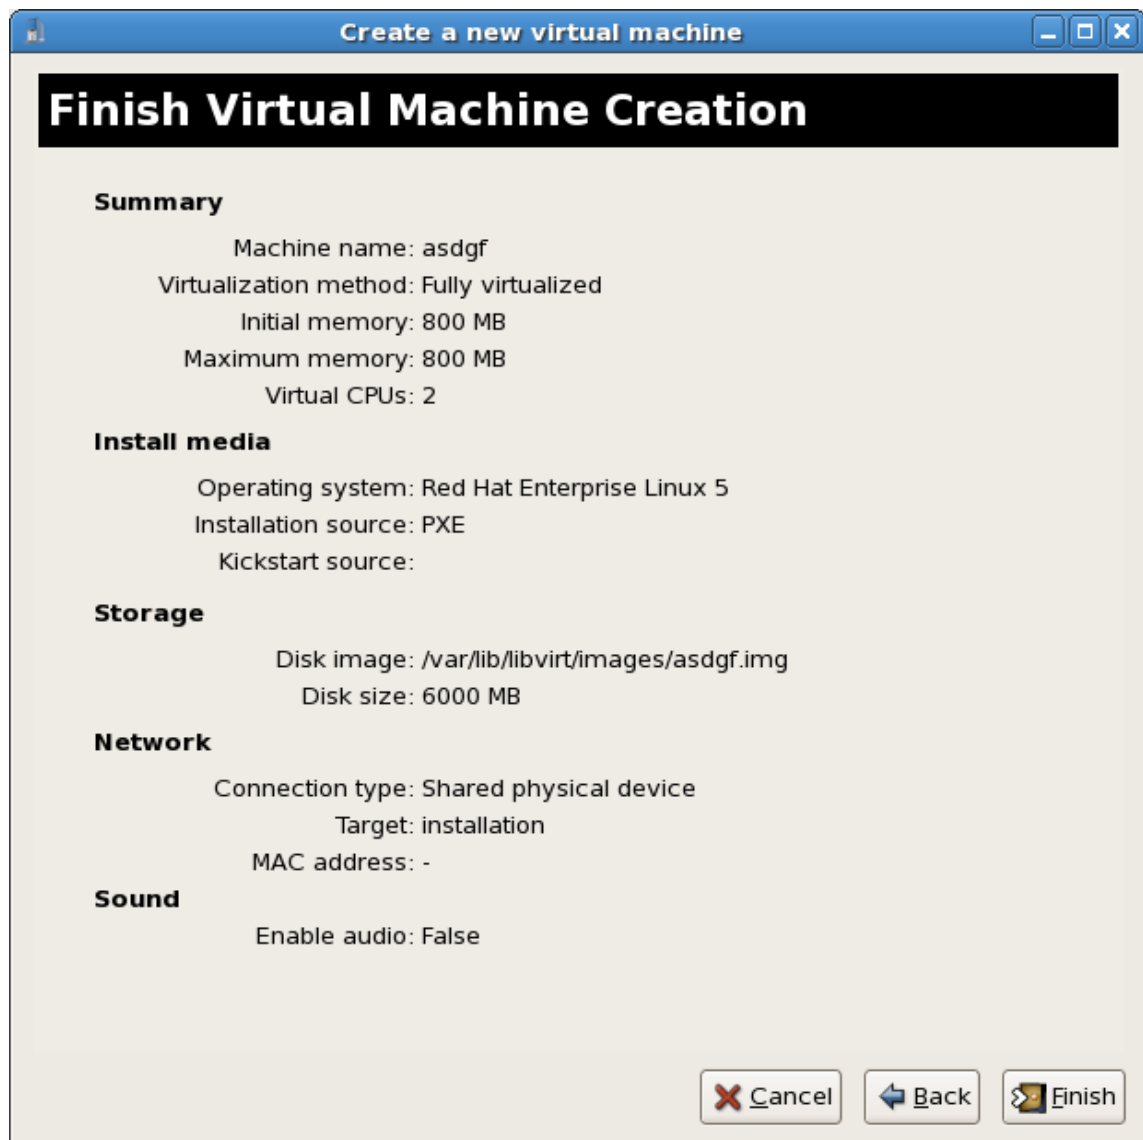 Create a new virtual machine
Finish Virtual Machine Creation
Summary
Machine name: asdgf
Virtualization method: Fully virtualized
Initial memory: 800 MB
Maximum memory: 800 MB
Virtual CPUs: 2
Install media
Operating system: Red Hat Enterprise Linux 5
Installation source: PXE
Kickstart source:
Storage
Disk image: /var/lib/libvirt/images/asdgf.img
Disk size: 6000 MB
Network
Connection type: Shared physical device
Target: installation
MAC address: -
Sound
Enable audio: False
Cancel Back Finish